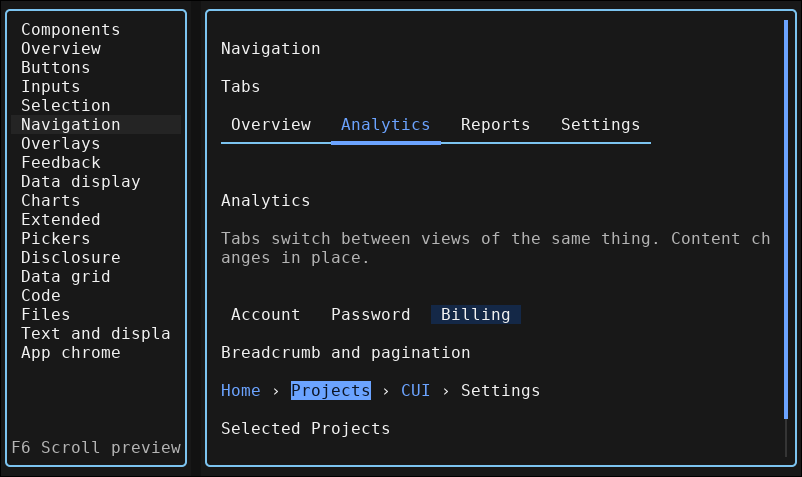 Components
Overview
Buttons
Inputs
Selection
Navigation
Overlays
Feedback
Data display
Charts
Extended
Pickers
Disclosure
Data grid
Code
Files
Text and displa
App chrome
F6 Scroll preview
Navigation
Tabs
Overview Analytics Reports Settings
Analytics
Tabs switch between views of the same thing. Content ch
anges in place.
Account Password Billing
Breadcrumb and pagination
Home › Projects › CUI › Settings
Selected Projects